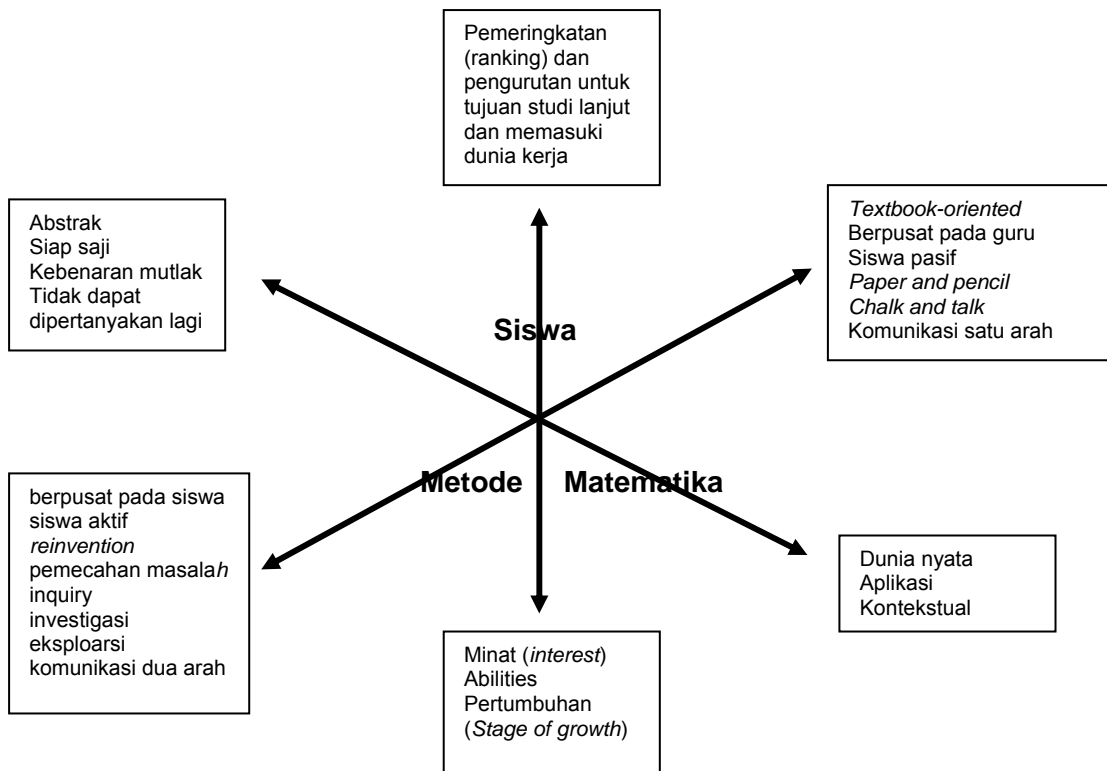 Pemeringkatan
(ranking) dan
pengurutan untuk
tujuan studi lanjut
dan memasuki
dunia kerja
Abstrak
Siap saji
Kebenaran mutlak
Tidak dapat
dipertanyakan lagi
Textbook-oriented
Berpusat pada guru
Siswa pasif
Paper and pencil
Chalk and talk
Komunikasi satu arah
Siswa
Metode
Matematika
berpusat pada siswa
siswa aktif
reinvention
pemecahan masalah
inquiry
investigasi
eksploarsi
komunikasi dua arah
Minat (interest)
Abilities
Pertumbuhan
(Stage of growth)
Dunia nyata
Aplikasi
Kontekstual